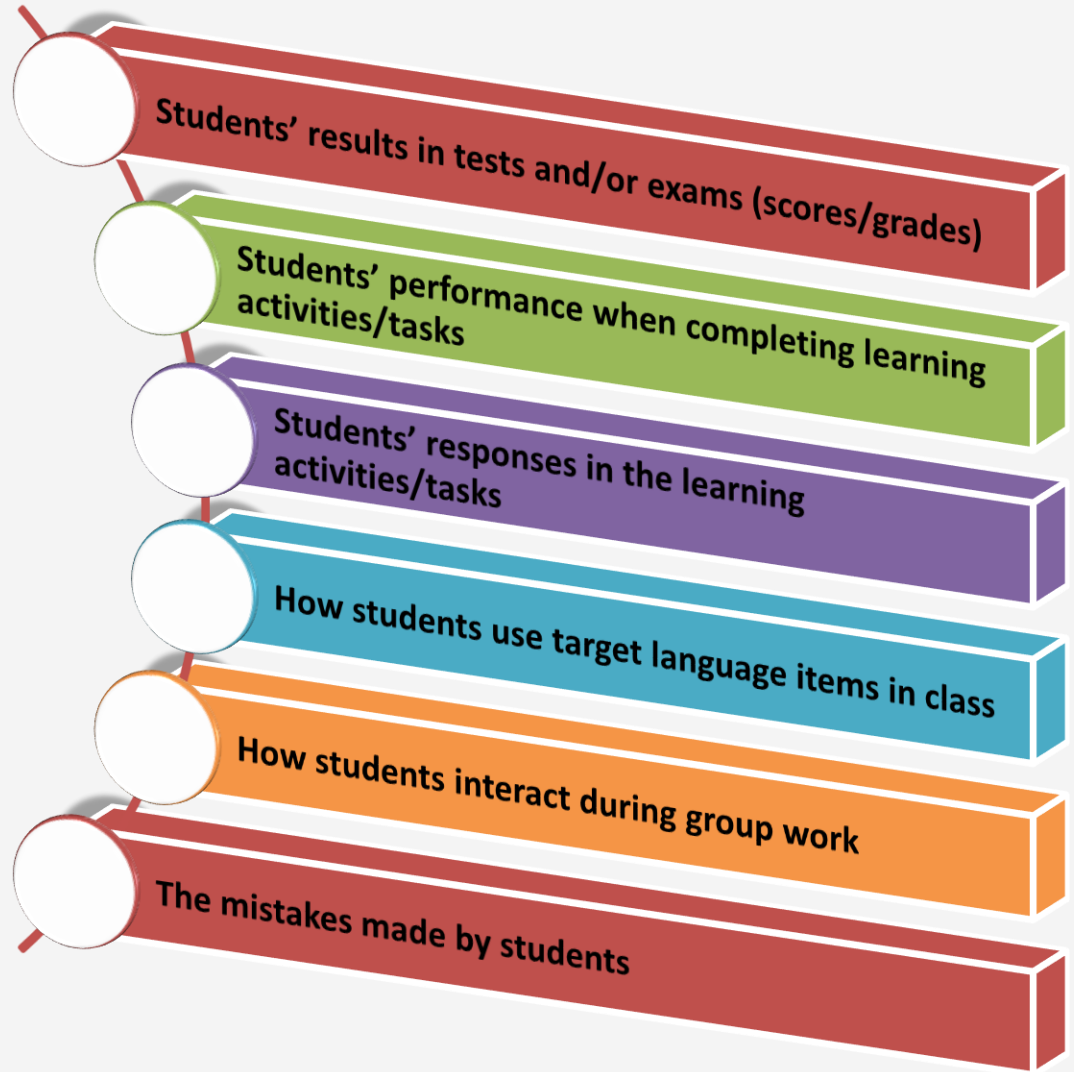 Students’ results in tests and/or exams (scores/grades)
Students’ performance when completing learning
activities/tasks
Students’ responses in the learning
activities/tasks
How students use target language items in class
How students interact during group work
The mistakes made by students